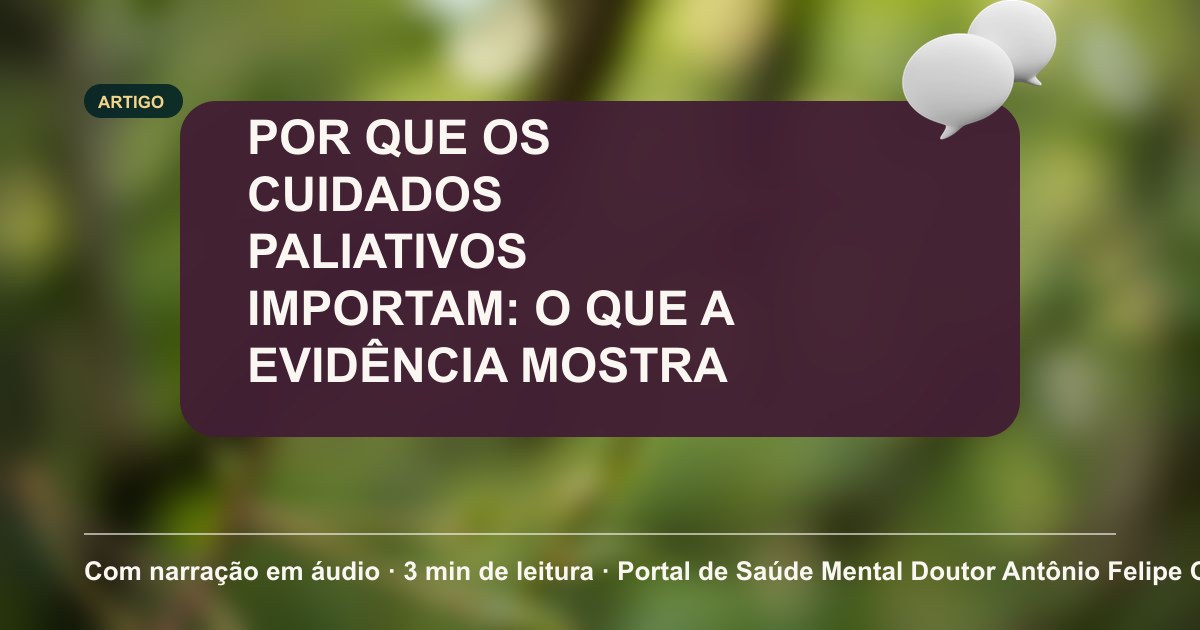 ARTIGO
POR QUE OS
CUIDADOS
PALIATIVOS
IMPORTAM: O QUE A
EVIDÊNCIA MOSTRA
Com narração em áudio · 3 min de leitura · Portal de Saúde Mental Doutor Antônio Felipe